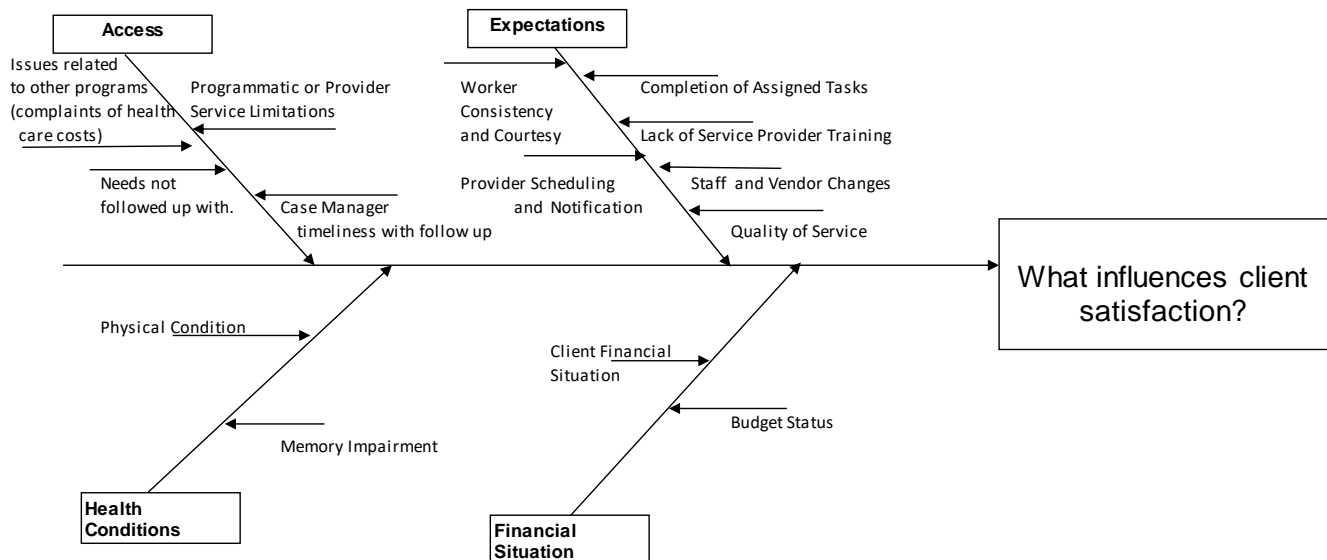 Access
Issues related
to other programs
(complaints of health
care costs)
Programmatic or Provider
Service Limitations
Needs not
followed up with.
Case Manager
timeliness with follow up
Expectations
Worker
Consistency
and Courtesy
Completion of Assigned Tasks
Lack of Service Provider Training
Provider Scheduling
and Notification
Staff and Vendor Changes
Quality of Service
What influences client
satisfaction?
Physical Condition
Memory Impairment
Health
Conditions
Client Financial
Situation
Budget Status
Financial
Situation